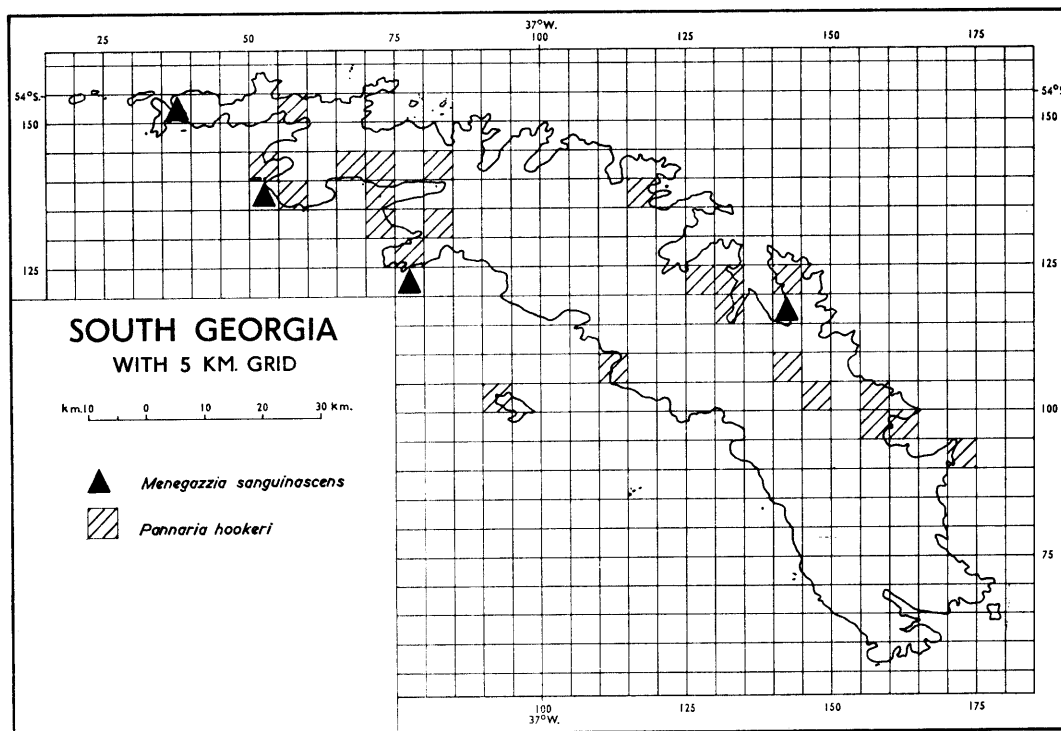 37°W.
25 50 75 100 125 150 175
54°S. 54°S.
150 150
125 125
SOUTH GEORGIA
WITH 5 KM. GRID
km.10 0 10 20 30 km.
100
Menegazzia sanguinascens
Pannaria hookeri
75
100 125 150 175
37°W.